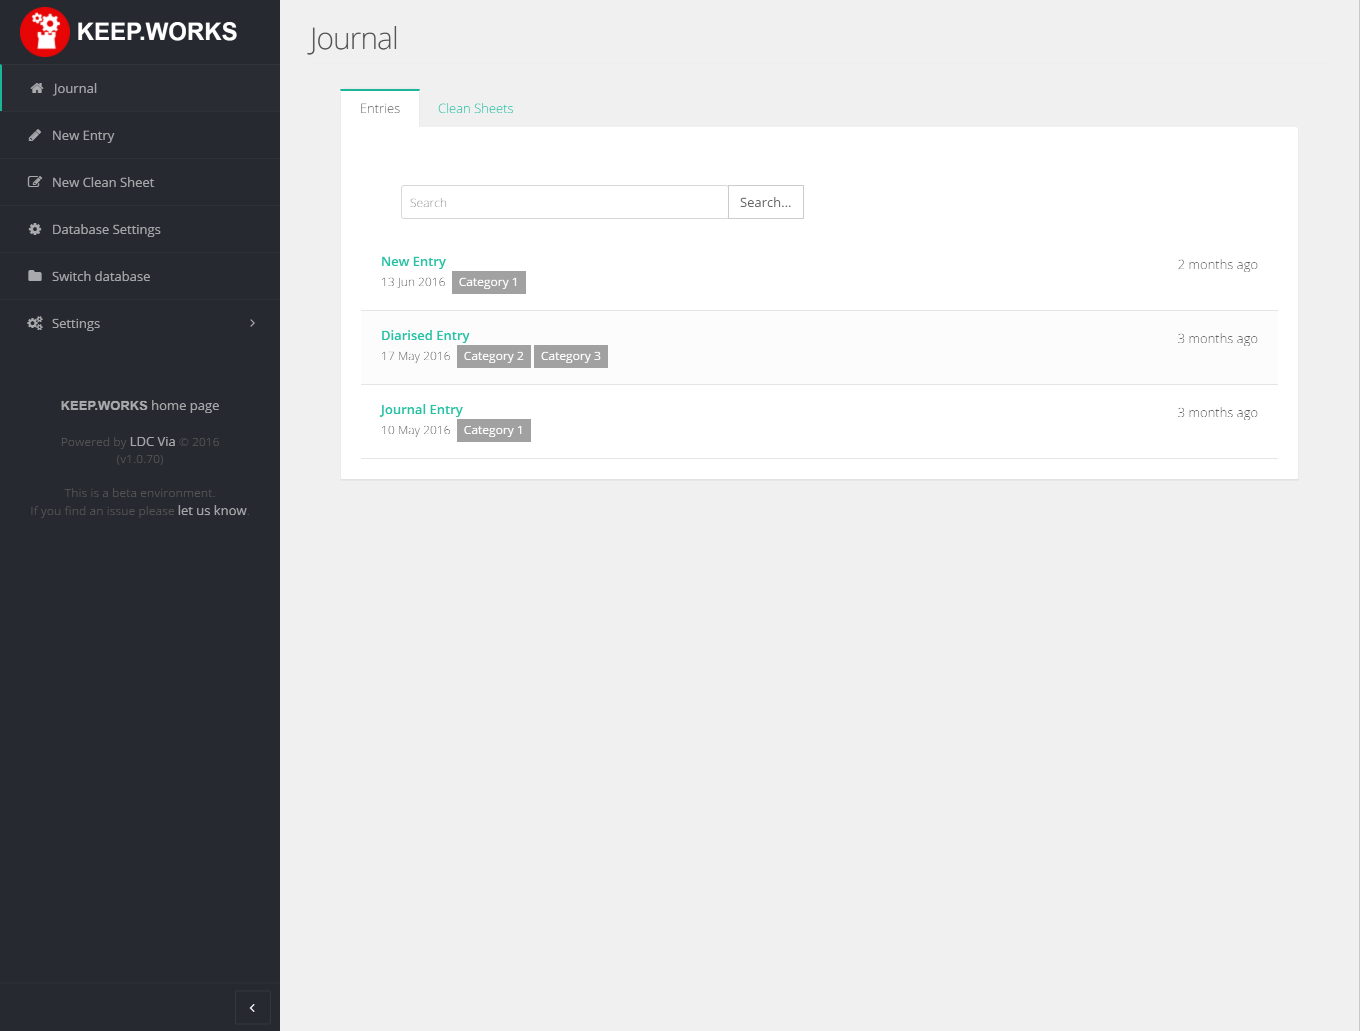 KEEP.WORKS
Journal
New Entry
New Clean Sheet
Database Settings
Switch database
Settings
KEEP.WORKS home page
Powered by LDC Via © 2016
(v1.0.70)
This is a beta environment.
If you find an issue please let us know.
Journal
Entries
Clean Sheets
Search
Search...
New Entry
2 months ago
13 Jun 2016 Category 1
Diarised Entry
3 months ago
17 May 2016 Category 2 Category 3
Journal Entry
3 months ago
10 May 2016 Category 1